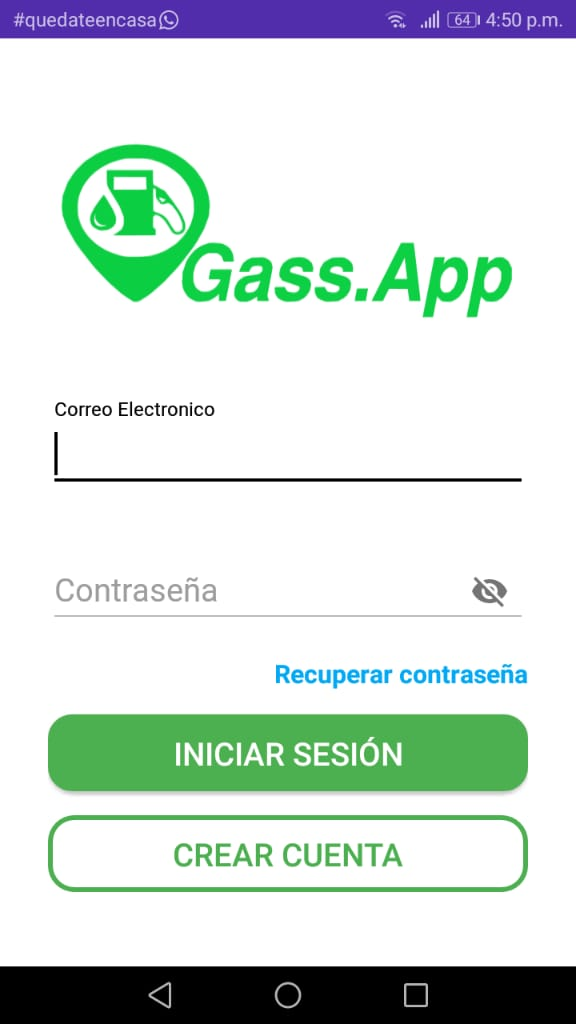 #quedateencasa
64 4:50 p.m.
Gass.App
Correo Electronico
Contraseña
Recuperar contraseña
INICIAR SESIÓN
CREAR CUENTA